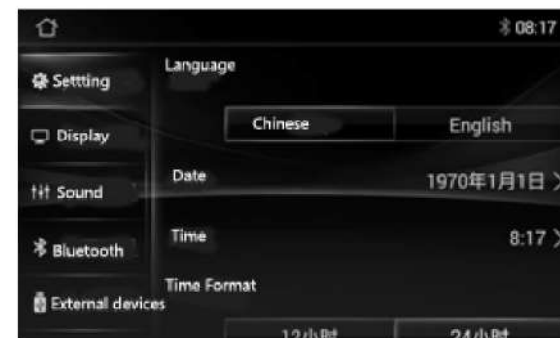 08:17
Settting
Language
Chinese
English
Display
Date
1970年1月1日
Sound
Time
8:17
Bluetooth
Time Format
External devices
12小时
24小时